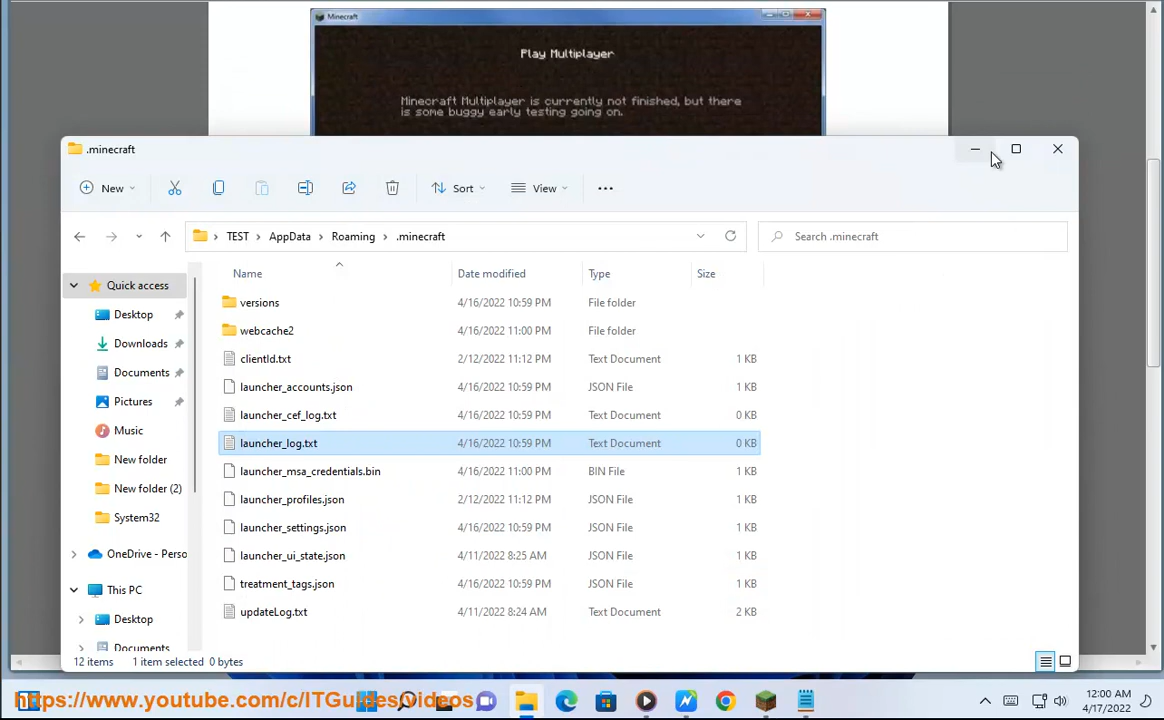 Minecraft
Play Multiplayer
Minecraft Multiplayer is currently not finished, but there
is some buggy early testing going on.
.minecraft
New
Sort
View
TEST > AppData > Roaming > .minecraft
Search .minecraft
Name Date modified Type Size
Quick access
Desktop
Downloads
Documents
Pictures
Music
New folder
New folder (2)
System32
OneDrive - Perso
This PC
Desktop
Documents
versions 4/16/2022 10:59 PM File folder
webcache2 4/16/2022 11:00 PM File folder
clientId.txt 2/12/2022 11:12 PM Text Document 1 KB
launcher_accounts.json 4/16/2022 10:59 PM JSON File 1 KB
launcher_cef_log.txt 4/16/2022 10:59 PM Text Document 0 KB
launcher_log.txt 4/16/2022 10:59 PM Text Document 0 KB
launcher_msa_credentials.bin 4/16/2022 11:00 PM BIN File 1 KB
launcher_profiles.json 2/12/2022 11:12 PM JSON File 1 KB
launcher_settings.json 4/16/2022 10:59 PM JSON File 1 KB
launcher_ui_state.json 4/11/2022 8:25 AM JSON File 1 KB
treatment_tags.json 4/16/2022 10:59 PM JSON File 1 KB
updateLog.txt 4/11/2022 8:24 AM Text Document 2 KB
12 items 1 item selected 0 bytes
https://www.youtube.com/c/ITGuides/videos
12:00 AM
4/17/2022